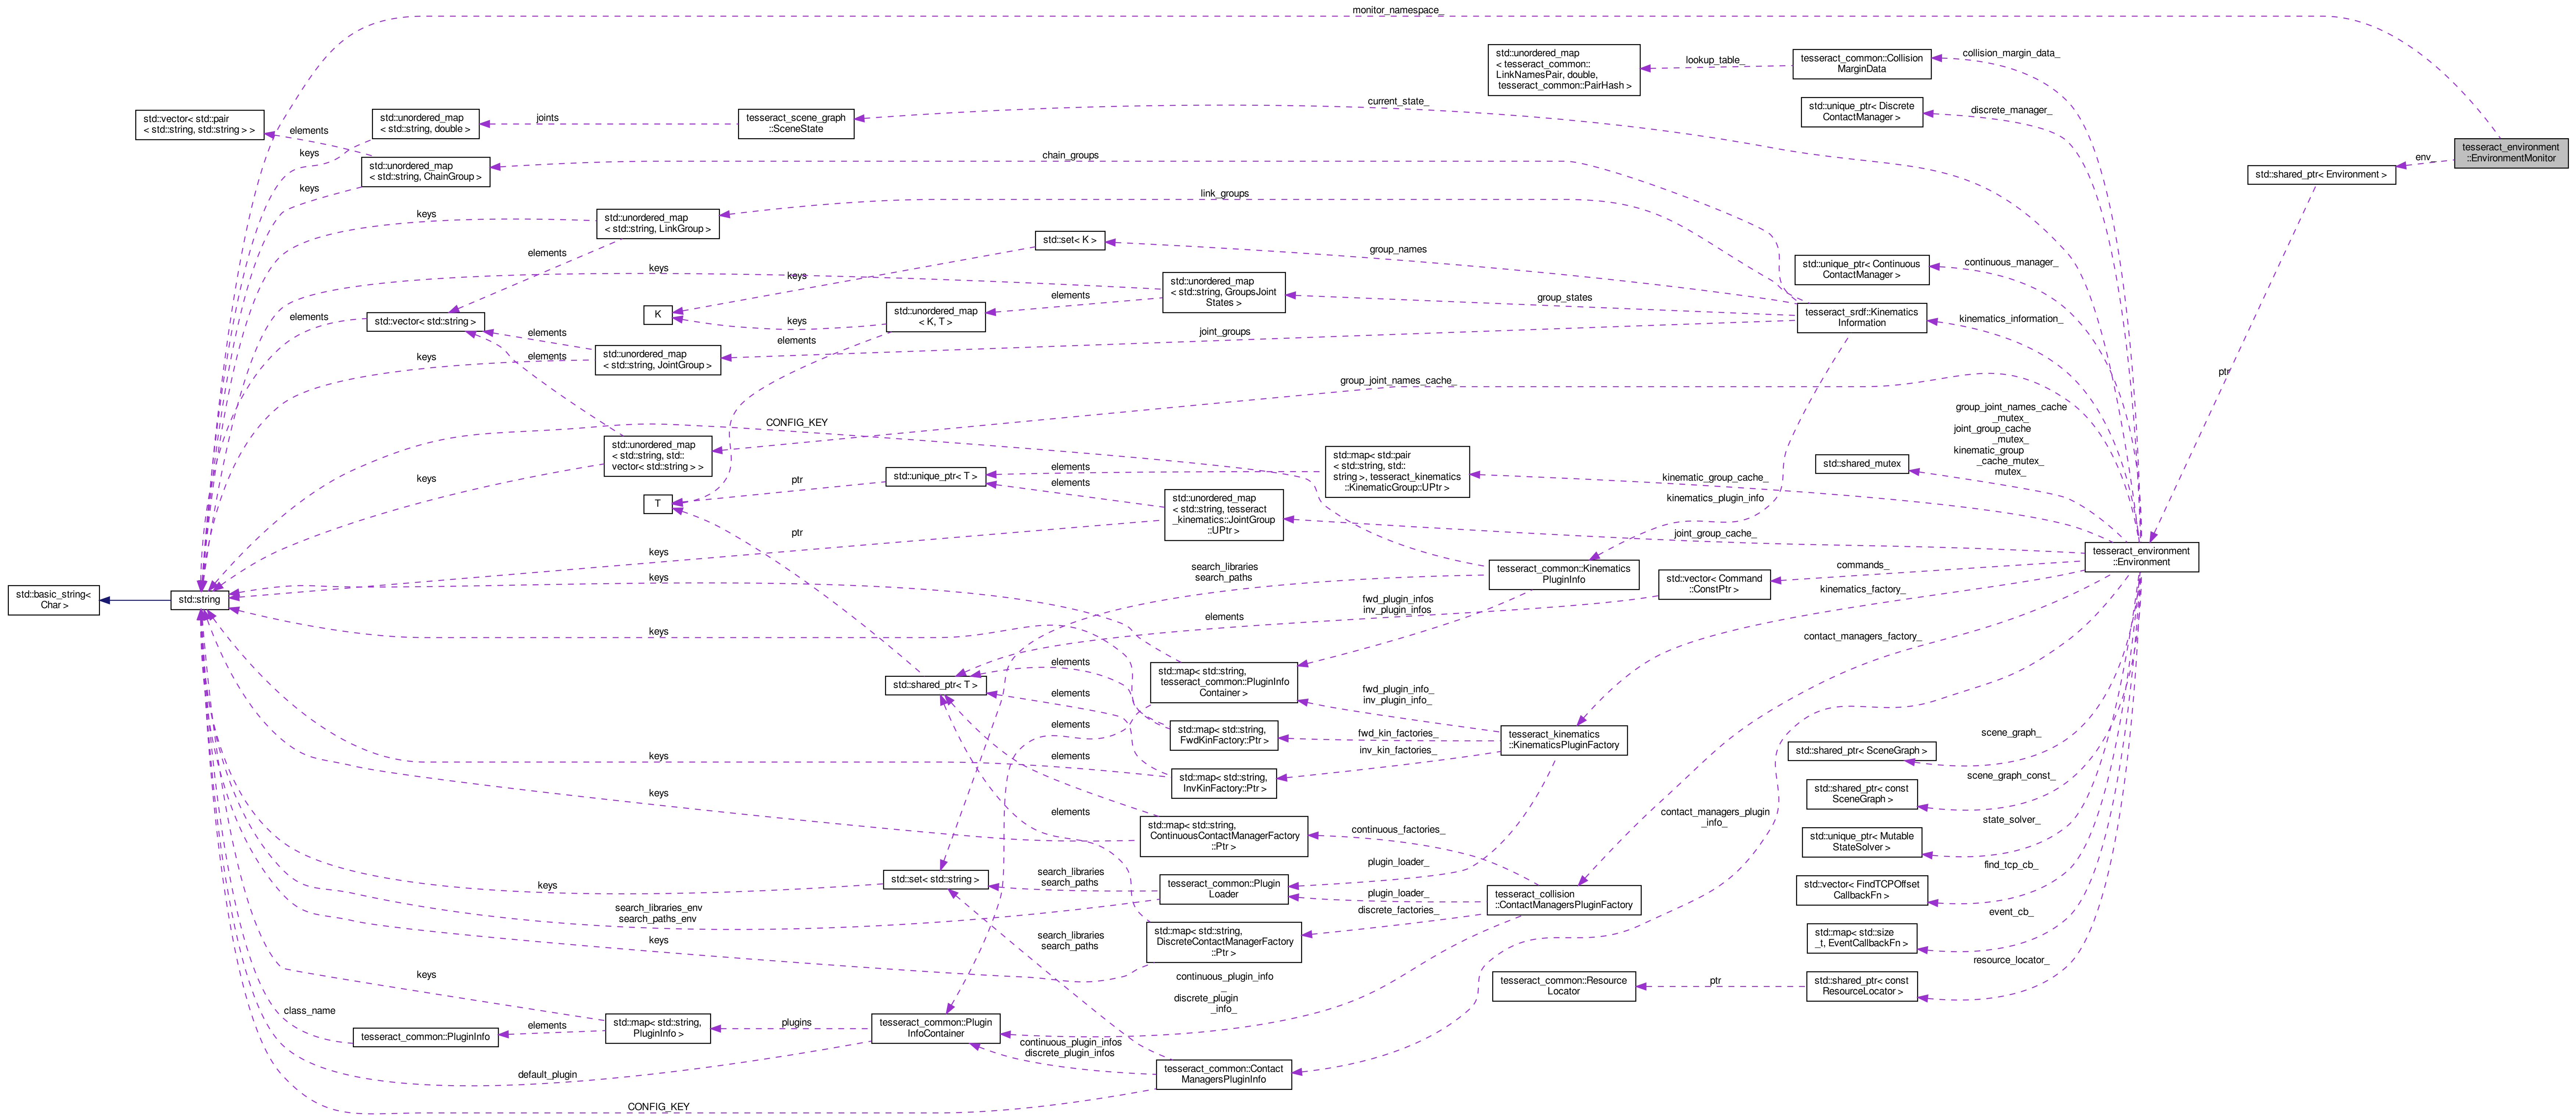 monitor_namespace_
std::unordered_map
< tesseract_common::
LinkNamesPair, double,
tesseract_common::PairHash >
lookup_table_
tesseract_common::Collision
MarginData
collision_margin_data_
std::vector< std::pair
< std::string, std::string > >
elements
std::unordered_map
< std::string, double >
joints
tesseract_scene_graph
::SceneState
current_state_
std::unique_ptr< Discrete
ContactManager >
discrete_manager_
tesseract_environment
::EnvironmentMonitor
env_
std::shared_ptr< Environment >
keys
std::unordered_map
< std::string, ChainGroup >
chain_groups
keys
link_groups
keys
std::unordered_map
< std::string, LinkGroup >
elements
std::set< K >
group_names
keys
std::unique_ptr< Continuous
ContactManager >
continuous_manager_
keys
std::unordered_map
< std::string, GroupsJoint
States >
elements
group_states
K
keys
std::unordered_map
< K, T >
elements
elements
std::vector< std::string >
elements
tesseract_srdf::Kinematics
Information
kinematics_information_
joint_groups
keys
elements
std::unordered_map
< std::string, JointGroup >
ptr
group_joint_names_cache_
CONFIG_KEY
group_joint_names_cache
_mutex_
joint_group_cache
_mutex_
kinematic_group
_cache_mutex_
mutex_
std::shared_mutex
std::unordered_map
< std::string, std::
vector< std::string > >
keys
std::map< std::pair
< std::string, std::
string >, tesseract_kinematics
::KinematicGroup::UPtr >
elements
kinematic_group_cache_
ptr
std::unique_ptr< T >
elements
kinematics_plugin_info
T
std::unordered_map
< std::string, tesseract
_kinematics::JointGroup
::UPtr >
joint_group_cache_
ptr
keys
tesseract_environment
::Environment
search_libraries
search_paths
tesseract_common::Kinematics
PluginInfo
commands_
keys
std::vector< Command
::ConstPtr >
kinematics_factory_
std::basic_string<
Char >
std::string
fwd_plugin_infos
inv_plugin_infos
elements
keys
contact_managers_factory_
elements
std::map< std::string,
tesseract_common::PluginInfo
Container >
std::shared_ptr< T >
elements
fwd_plugin_info_
inv_plugin_info_
elements
std::map< std::string,
FwdKinFactory::Ptr >
fwd_kin_factories_
tesseract_kinematics
::KinematicsPluginFactory
scene_graph_
std::shared_ptr< SceneGraph >
keys
elements
inv_kin_factories_
std::map< std::string,
InvKinFactory::Ptr >
scene_graph_const_
std::shared_ptr< const
SceneGraph >
keys
elements
contact_managers_plugin
_info_
std::map< std::string,
ContinuousContactManagerFactory
::Ptr >
continuous_factories_
state_solver_
std::unique_ptr< Mutable
StateSolver >
plugin_loader_
find_tcp_cb_
keys
std::set< std::string >
search_libraries
search_paths
tesseract_common::Plugin
Loader
plugin_loader_
tesseract_collision
::ContactManagersPluginFactory
std::vector< FindTCPOffset
CallbackFn >
search_libraries_env
search_paths_env
discrete_factories_
event_cb_
keys
search_libraries
search_paths
std::map< std::string,
DiscreteContactManagerFactory
::Ptr >
std::map< std::size
_t, EventCallbackFn >
resource_locator_
keys
continuous_plugin_info
_
discrete_plugin
_info_
tesseract_common::Resource
Locator
ptr
std::shared_ptr< const
ResourceLocator >
class_name
tesseract_common::PluginInfo
elements
std::map< std::string,
PluginInfo >
plugins
tesseract_common::Plugin
InfoContainer
continuous_plugin_infos
discrete_plugin_infos
default_plugin
tesseract_common::Contact
ManagersPluginInfo
CONFIG_KEY